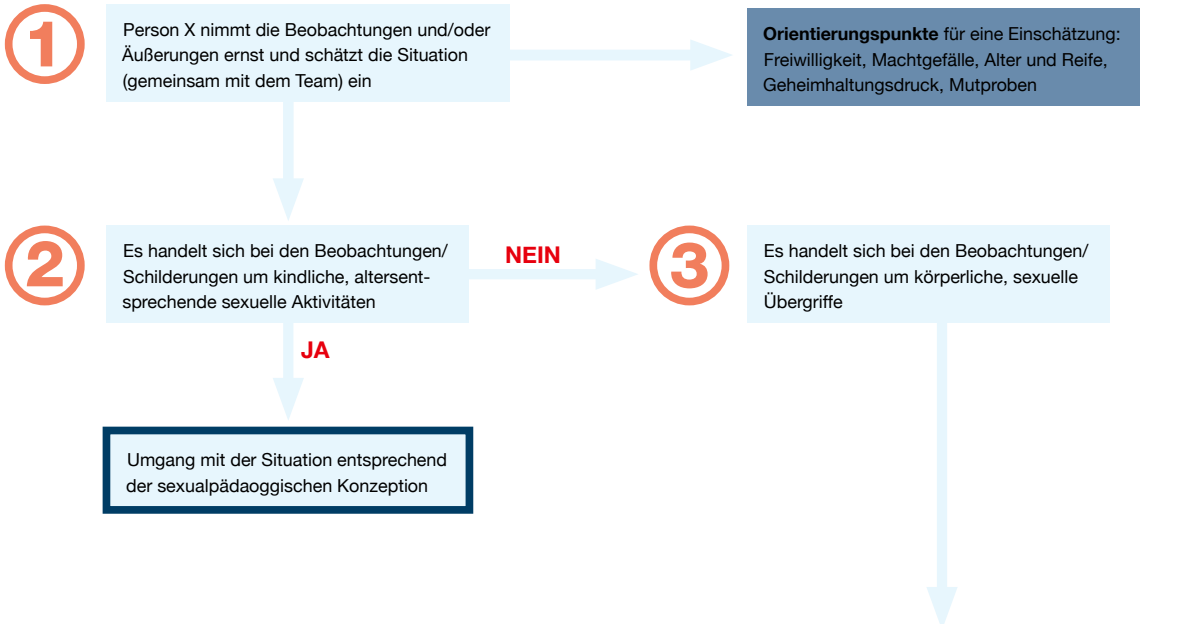 1
Person X nimmt die Beobachtungen und/oder
Äußerungen ernst und schätzt die Situation
(gemeinsam mit dem Team) ein
Orientierungspunkte für eine Einschätzung:
Freiwilligkeit, Machtgefälle, Alter und Reife,
Geheimhaltungsdruck, Mutproben
2
Es handelt sich bei den Beobachtungen/
Schilderungen um kindliche, altersent-
sprechende sexuelle Aktivitäten
NEIN
3
Es handelt sich bei den Beobachtungen/
Schilderungen um körperliche, sexuelle
Übergriffe
JA
Umgang mit der Situation entsprechend
der sexualpädaoggischen Konzeption